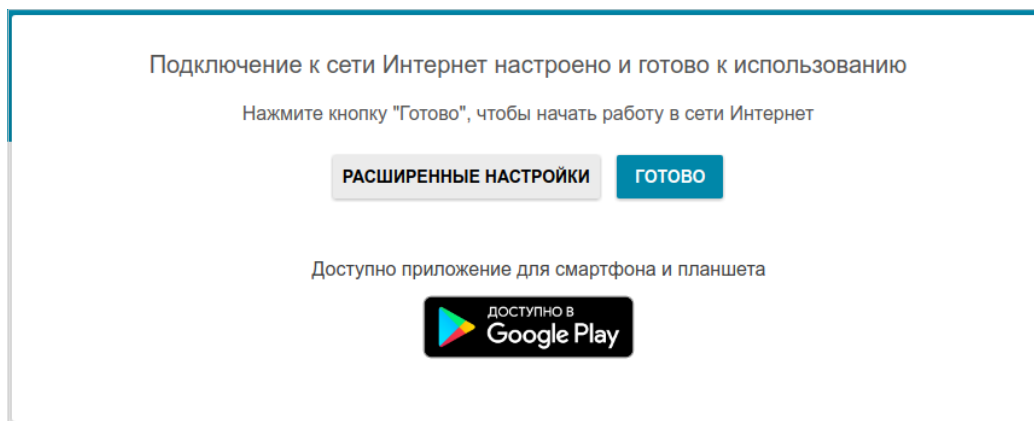 Подключение к сети Интернет настроено и готово к использованию
Нажмите кнопку "Готово", чтобы начать работу в сети Интернет
РАСШИРЕННЫЕ НАСТРОЙКИ ГОТОВО
Доступно приложение для смартфона и планшета
ДОСТУПНО В
Google Play